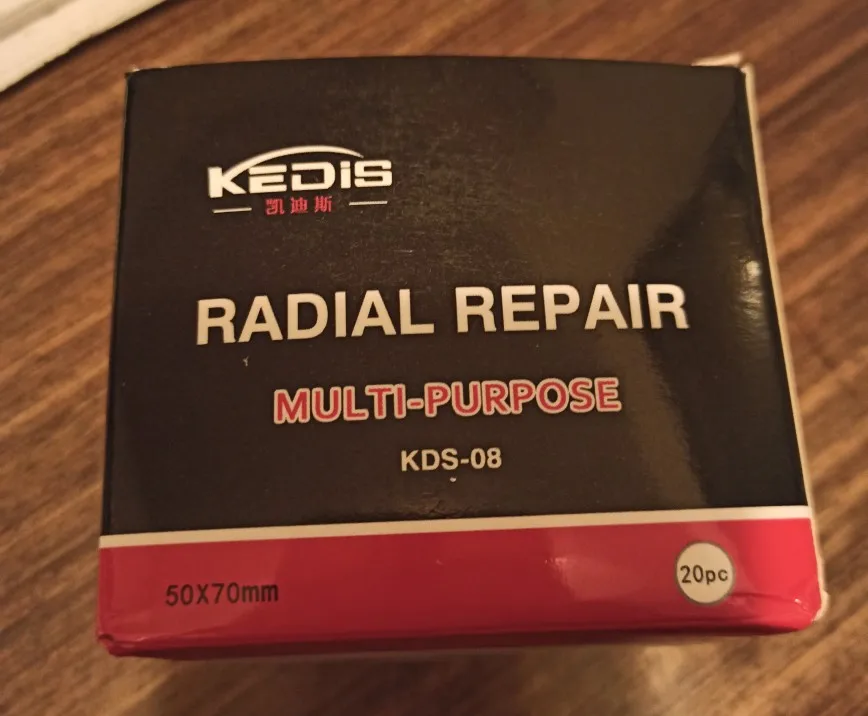 KEDiS
凯迪斯
RADIAL REPAIR
MULTI-PURPOSE
KDS-08
50X70mm
20pc